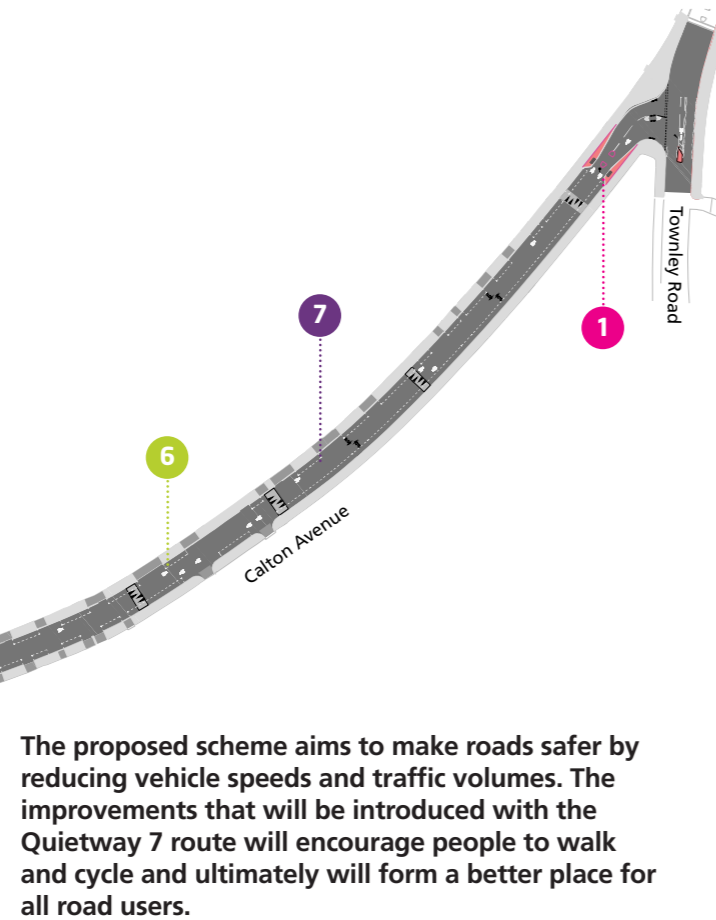 Townley Road
1
7
6
Calton Avenue
The proposed scheme aims to make roads safer by
reducing vehicle speeds and traffic volumes. The
improvements that will be introduced with the
Quietway 7 route will encourage people to walk
and cycle and ultimately will form a better place for
all road users.